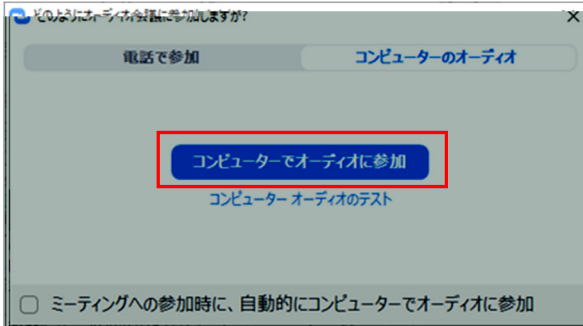 どのようにオーディオ会議に参加しますか?
電話で参加
コンピューターのオーディオ
コンピューターでオーディオに参加
コンピューター オーディオのテスト
ミーティングへの参加時に、自動的にコンピューターでオーディオに参加